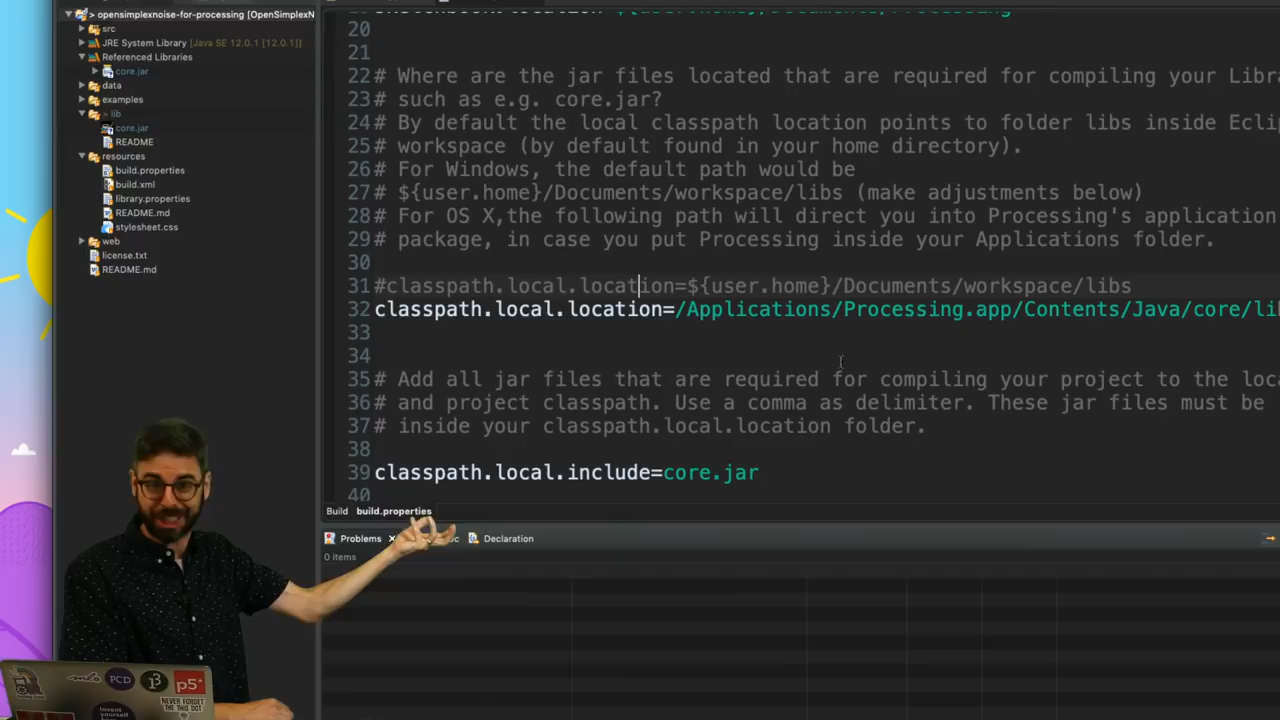 > opensimplexnoise-for-processing [OpenSimplexN
src
JRE System Library [Java SE 12.0.1 [12.0.1]]
Referenced Libraries
core.jar
data
examples
> lib
core.jar
README
resources
build.properties
build.xml
library.properties
README.md
stylesheet.css
web
license.txt
README.md
20
21
22 # Where are the jar files located that are required for compiling your Libr
23 # such as e.g. core.jar?
24 # By default the local classpath location points to folder libs inside Ecli
25 # workspace (by default found in your home directory).
26 # For Windows, the default path would be
27 # ${user.home}/Documents/workspace/libs (make adjustments below)
28 # For OS X,the following path will direct you into Processing's application
29 # package, in case you put Processing inside your Applications folder.
30
31 #classpath.local.location=${user.home}/Documents/workspace/libs
32 classpath.local.location=/Applications/Processing.app/Contents/Java/core/li
33
34
35 # Add all jar files that are required for compiling your project to the loca
36 # and project classpath. Use a comma as delimiter. These jar files must be
37 # inside your classpath.local.location folder.
38
39 classpath.local.include=core.jar
40
Build build.properties
Problems Declaration
0 items
PCD
p5*
NEVER FORGET
THE THIS DOT
invent
yourself